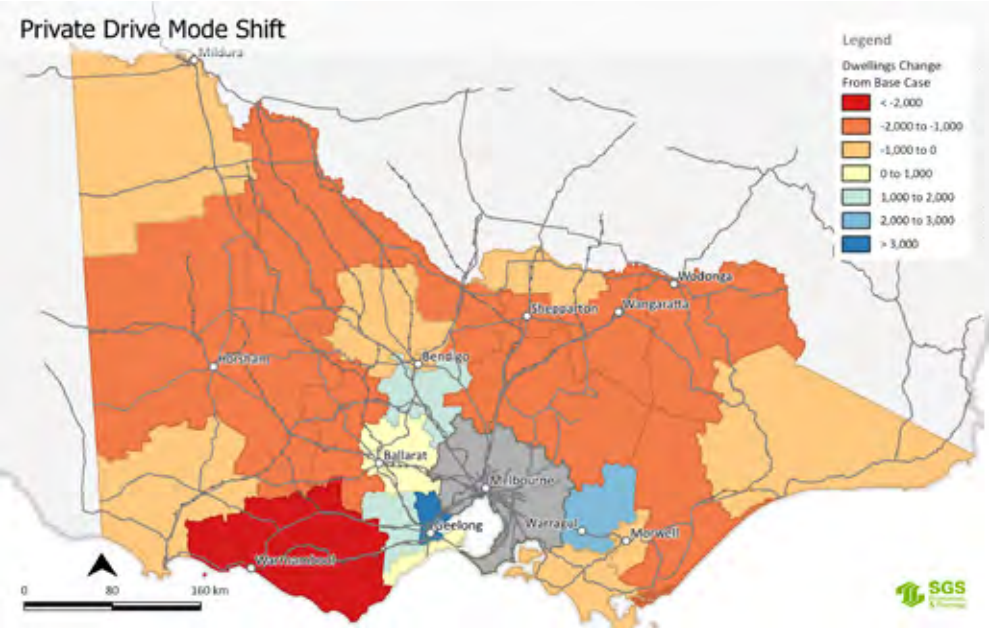 Private Drive Mode Shift
Legend
Dwellings Change
From Base Case
< -2,000
-2,000 to -1,000
-1,000 to 0
0 to 1,000
1,000 to 2,000
2,000 to 3,000
> 3,000
Mildura
Wodonga
Shepparton
Wangaratta
Horsham
Bendigo
Ballarat
Melbourne
Geelong
Warragul
Morwell
Warrnambool
0 80 160 km
SGS